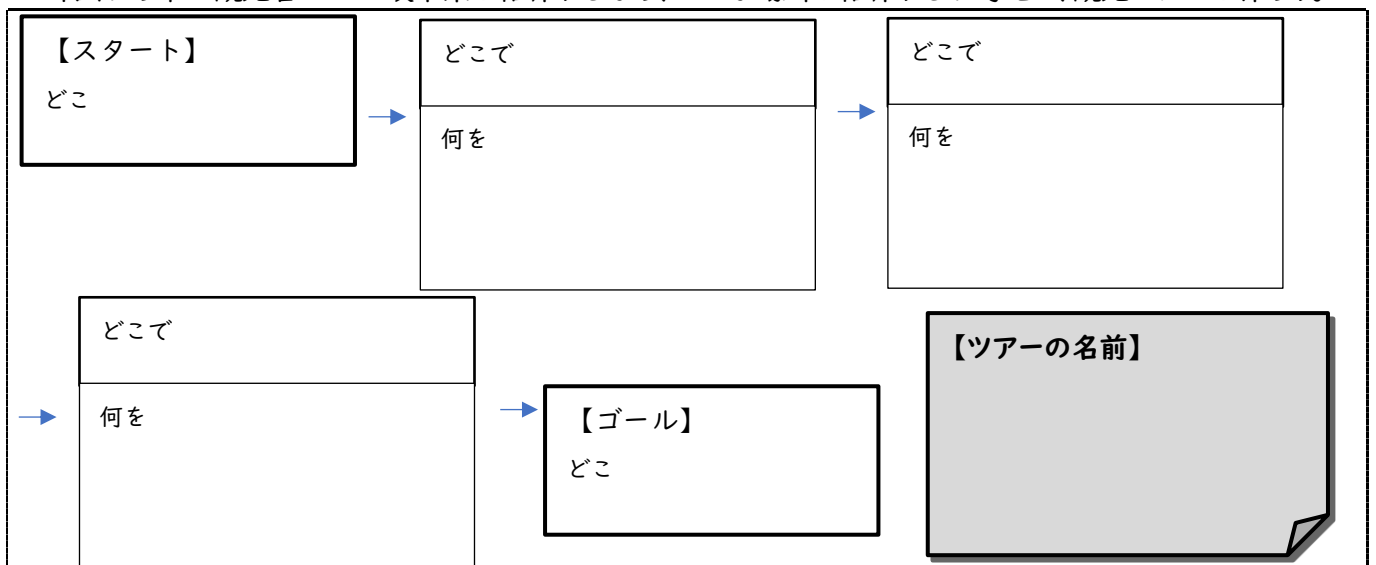 【スタート】
どこ
どこで
何を
どこで
何を
どこで
何を
【ゴール】
どこ
【ツアーの名前】